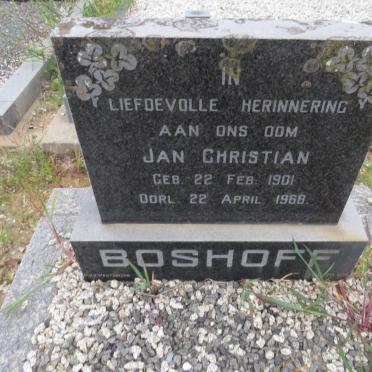 IN
LIEFDEVOLLE HERINNERING
AAN ONS OOM
JAN CHRISTIAN
GEB. 22 FEB. 1901
OORL. 22 APRIL 1968.
BOSHOFF